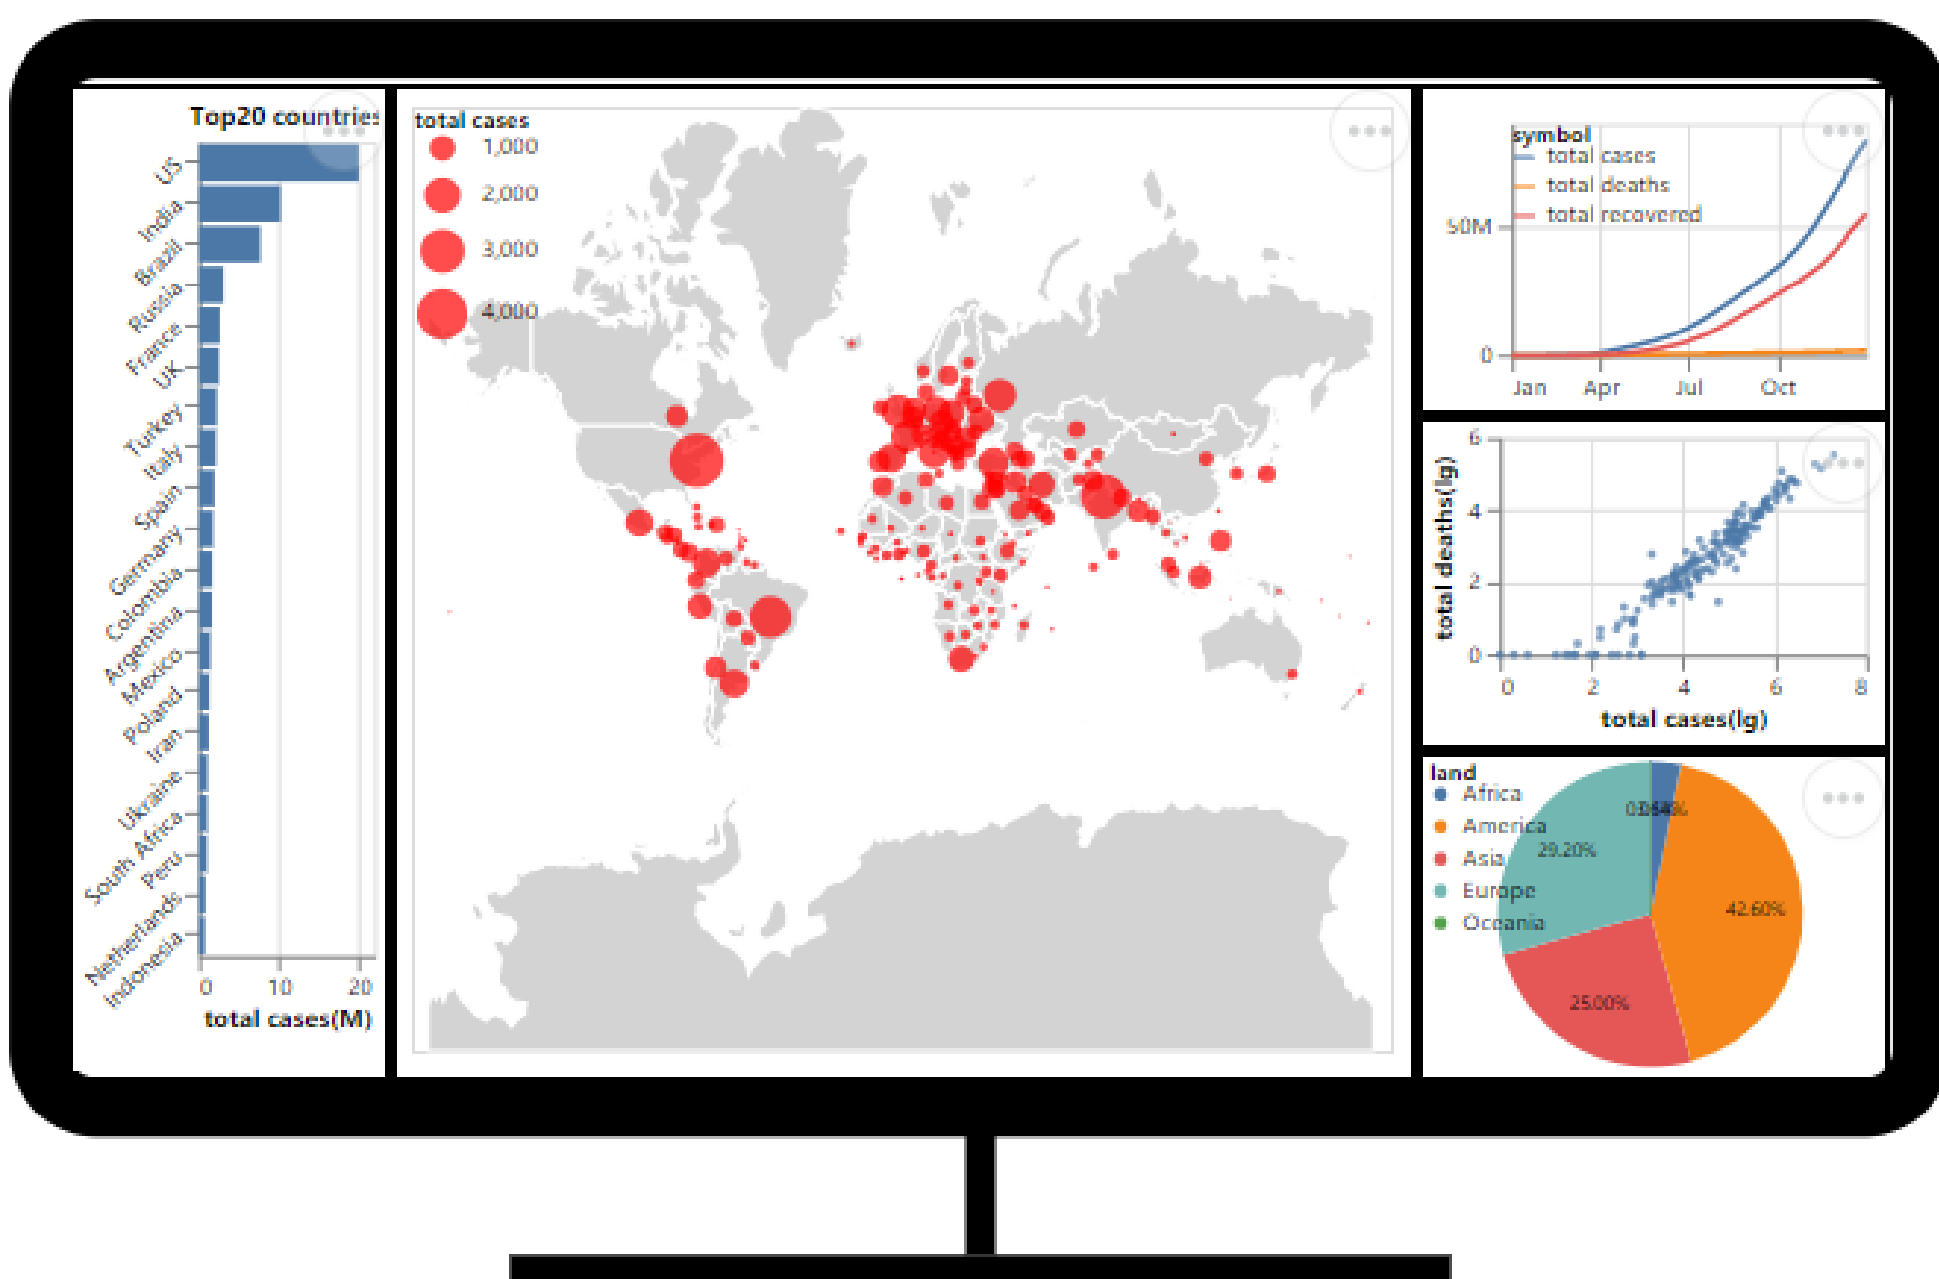 Top20 countries
US
India
Brazil
Russia
France
UK
Turkey
Italy
Spain
Germany
Colombia
Argentina
Mexico
Poland
Iran
Ukraine
South Africa
Peru
Netherlands
Indonesia
0 10 20
total cases(M)
total cases
1,000
2,000
3,000
4,000
symbol
total cases
total deaths
total recovered
50M
0
Jan Apr Jul Oct
total deaths(lg)
6
4
2
0
0 2 4 6 8
total cases(lg)
land
Africa
America
Asia
Europe
Oceania
29.20%
42.60%
25.00%